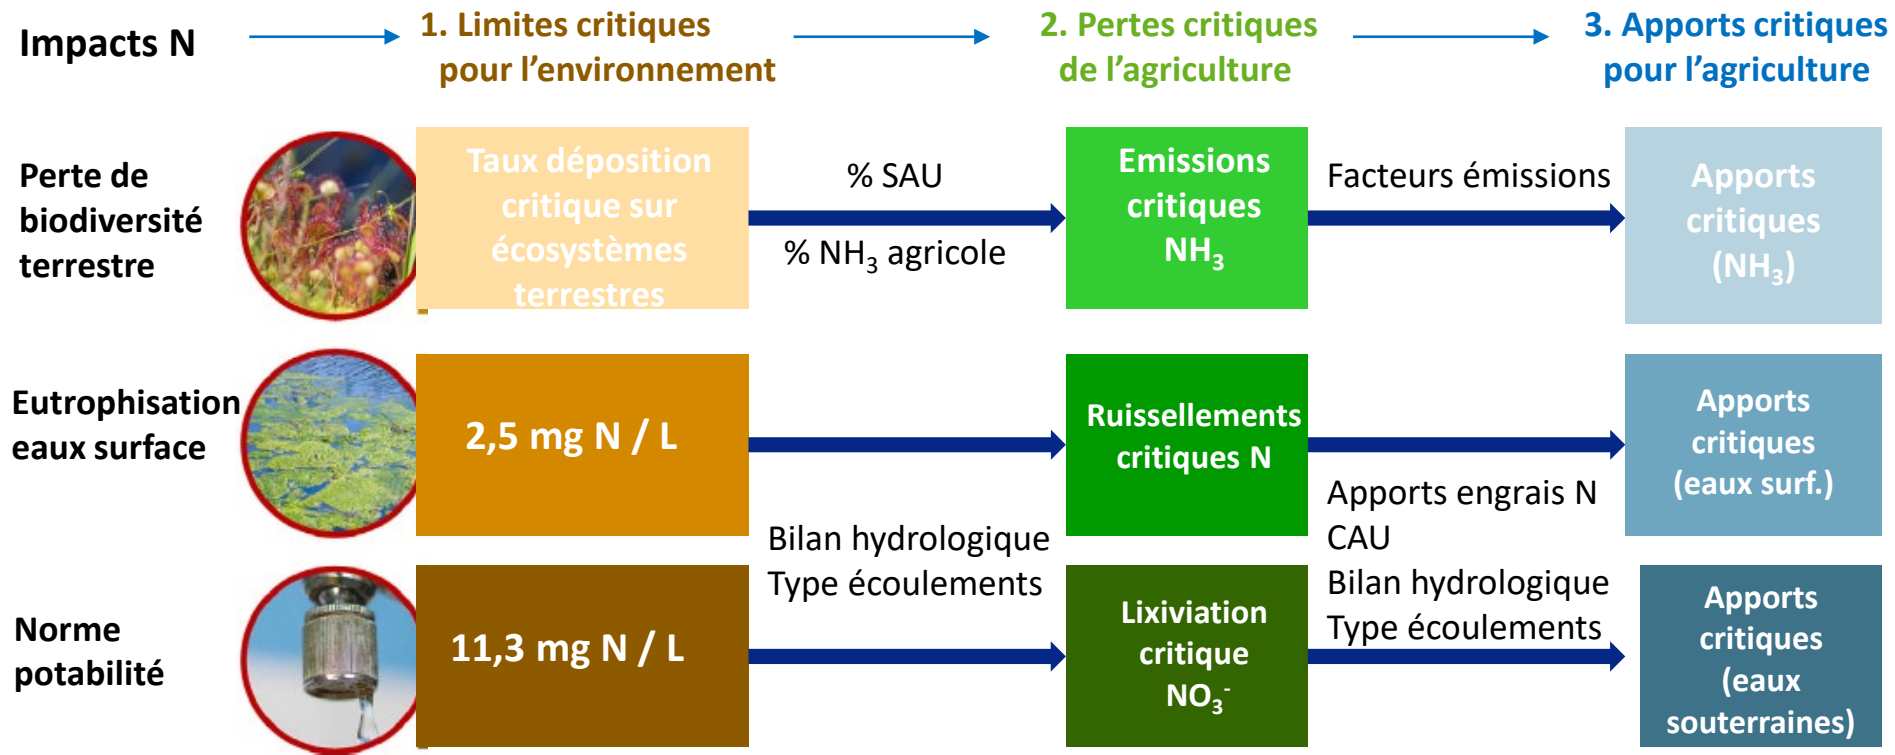 Impacts N
1. Limites critiques
pour l’environnement
2. Pertes critiques
de l’agriculture
3. Apports critiques
pour l’agriculture
Perte de
biodiversité
terrestre
Taux déposition
critique sur
écosystèmes
terrestres
% SAU
% NH₃ agricole
Emissions
critiques
NH₃
Facteurs émissions
Apports
critiques
(NH₃)
Eutrophisation
eaux surface
2,5 mg N / L
Ruissellements
critiques N
Apports
critiques
(eaux surf.)
Bilan hydrologique
Type écoulements
Apports engrais N
CAU
Bilan hydrologique
Type écoulements
Norme
potabilité
11,3 mg N / L
Lixiviation
critique
NO₃⁻
Apports
critiques
(eaux
souterraines)